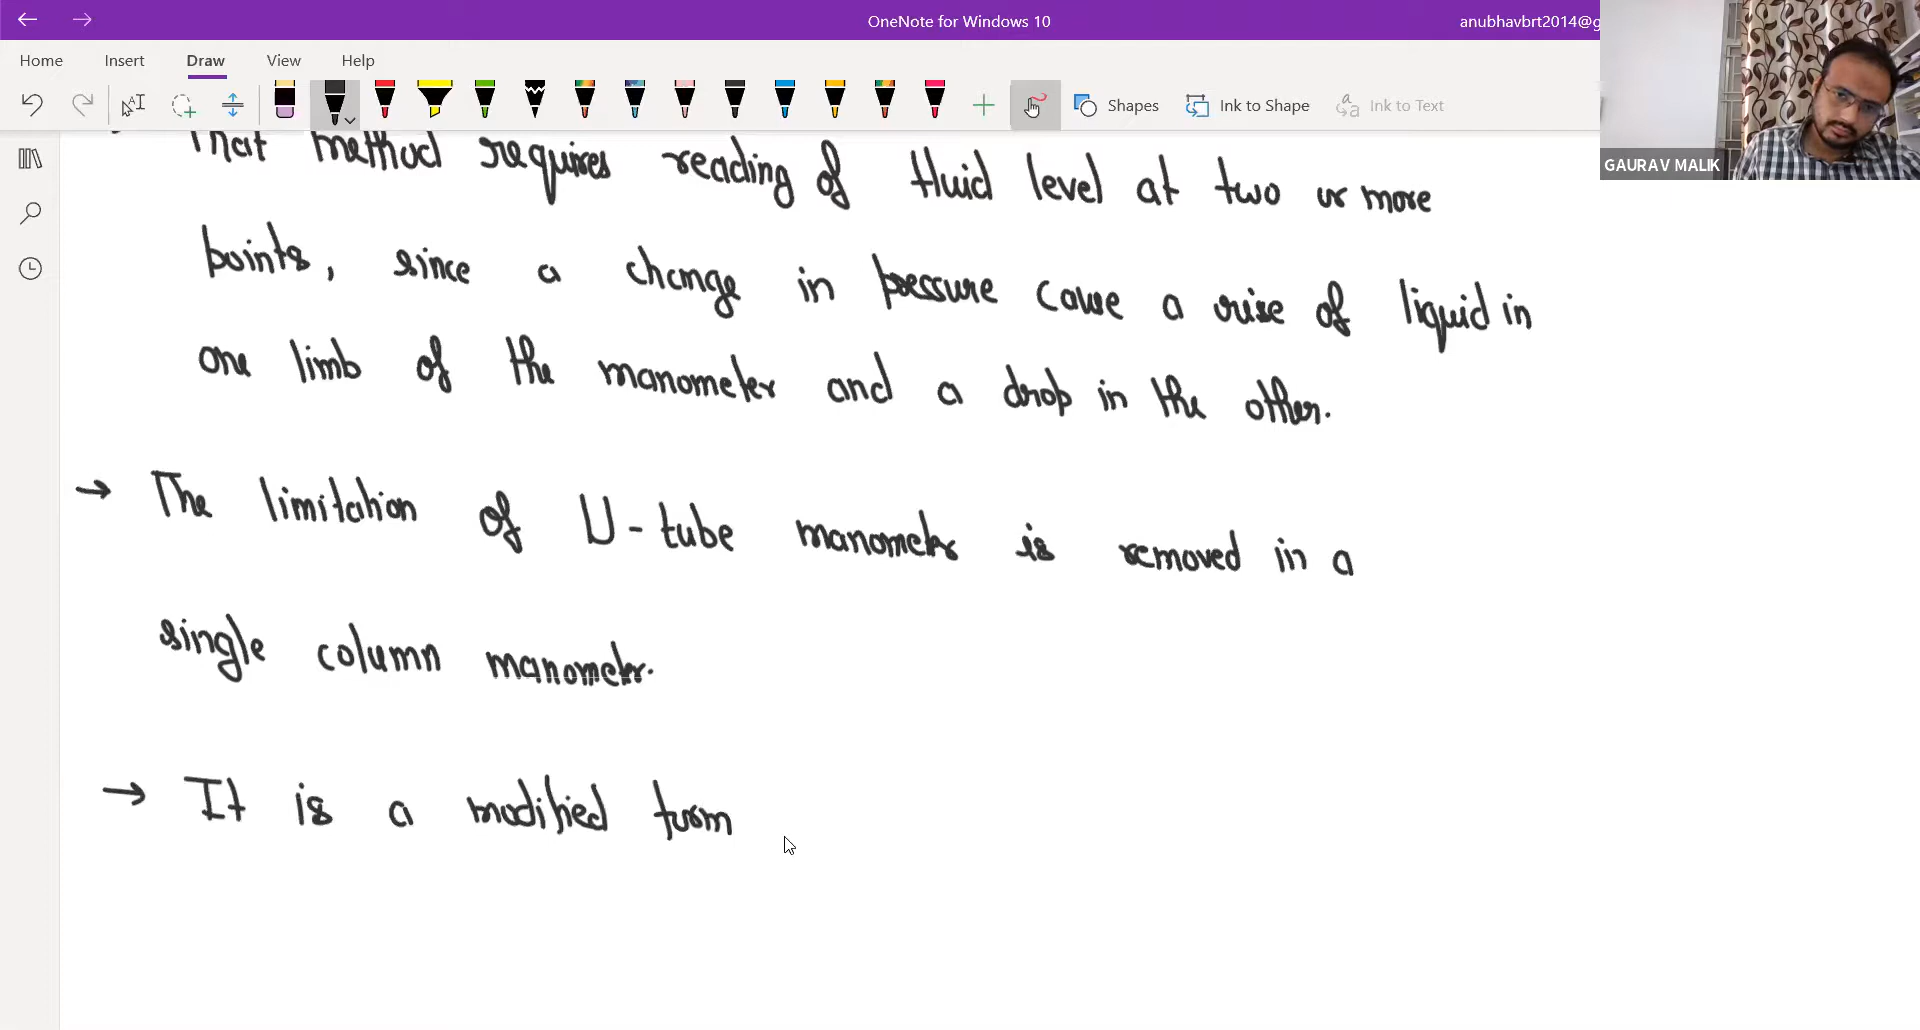 OneNote for Windows 10
anubhavbrt2014@g
Home Insert Draw View Help
Shapes Ink to Shape Ink to Text
GAURAV MALIK
That method requires reading of fluid level at two or more
points, since a change in pressure cause a rise of liquid in
one limb of the manometer and a drop in the other.
→ The limitation of U-tube manometer is removed in a
single column manometer.
→ It is a modified form